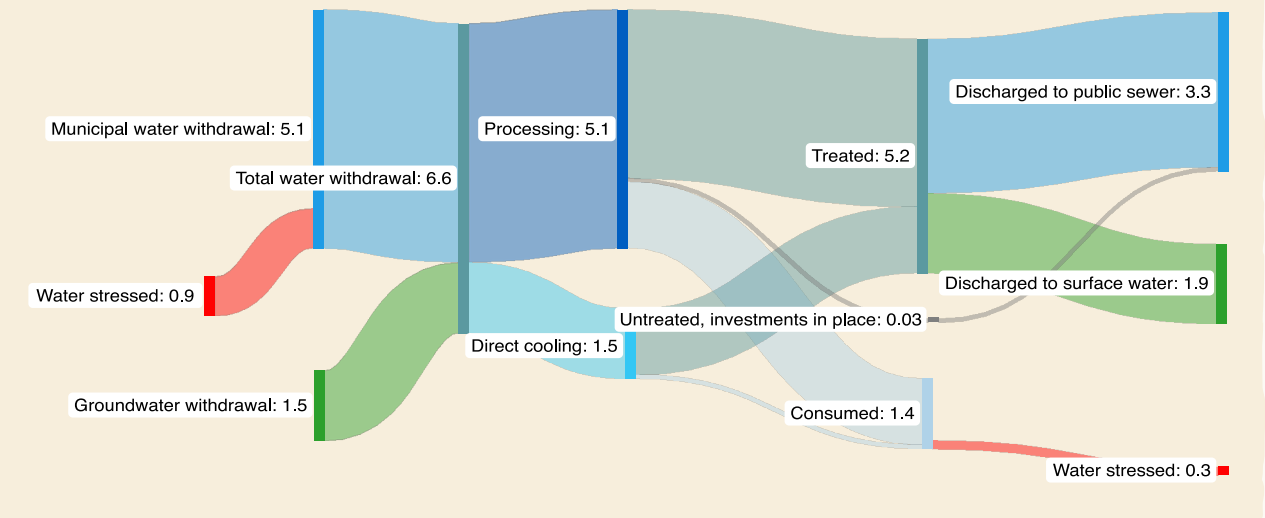 Municipal water withdrawal: 5.1
Total water withdrawal: 6.6
Water stressed: 0.9
Groundwater withdrawal: 1.5
Processing: 5.1
Direct cooling: 1.5
Treated: 5.2
Untreated, investments in place: 0.03
Consumed: 1.4
Discharged to public sewer: 3.3
Discharged to surface water: 1.9
Water stressed: 0.3